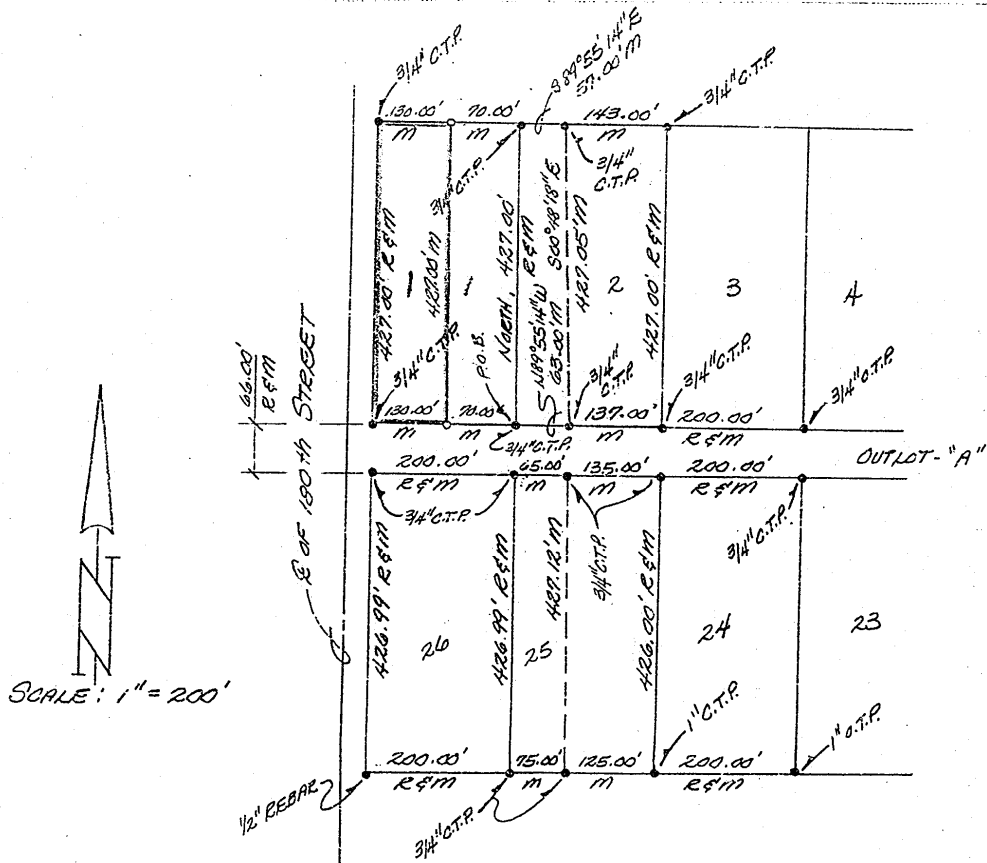 3/4" C.T.P.
S89°55'14"E
57.00'M
3/4" C.T.P.
130.00'
M
70.00'
M
143.00'
M
3/4" C.T.P.
3/4"
C.T.P.
427.00' R&M
1
427.00'M
1
NORTH, 427.00'
R&M
S00°48'18"E
427.05'M
2
427.00' R&M
3
4
N89°55'14"W
63.00'M
P.O.B.
3/4" C.T.P.
3/4"
C.T.P.
3/4" C.T.P.
3/4" C.T.P.
66.00'
R&M
130.00'
M
70.00'
M
3/4" C.T.P.
137.00'
M
200.00'
R&M
OUTLOT-"A"
200.00'
R&M
65.00'
M
135.00'
M
200.00'
R&M
3/4" C.T.P.
3/4" C.T.P.
3/4" C.T.P.
℄ OF 180th STREET
426.99' R&M
26
426.99' R&M
25
427.12'M
426.00' R&M
24
23
N
SCALE: 1" = 200'
200.00'
R&M
75.00'
M
125.00'
M
1" C.T.P.
200.00'
R&M
1" O.T.P.
1/2" REBAR
3/4" C.T.P.